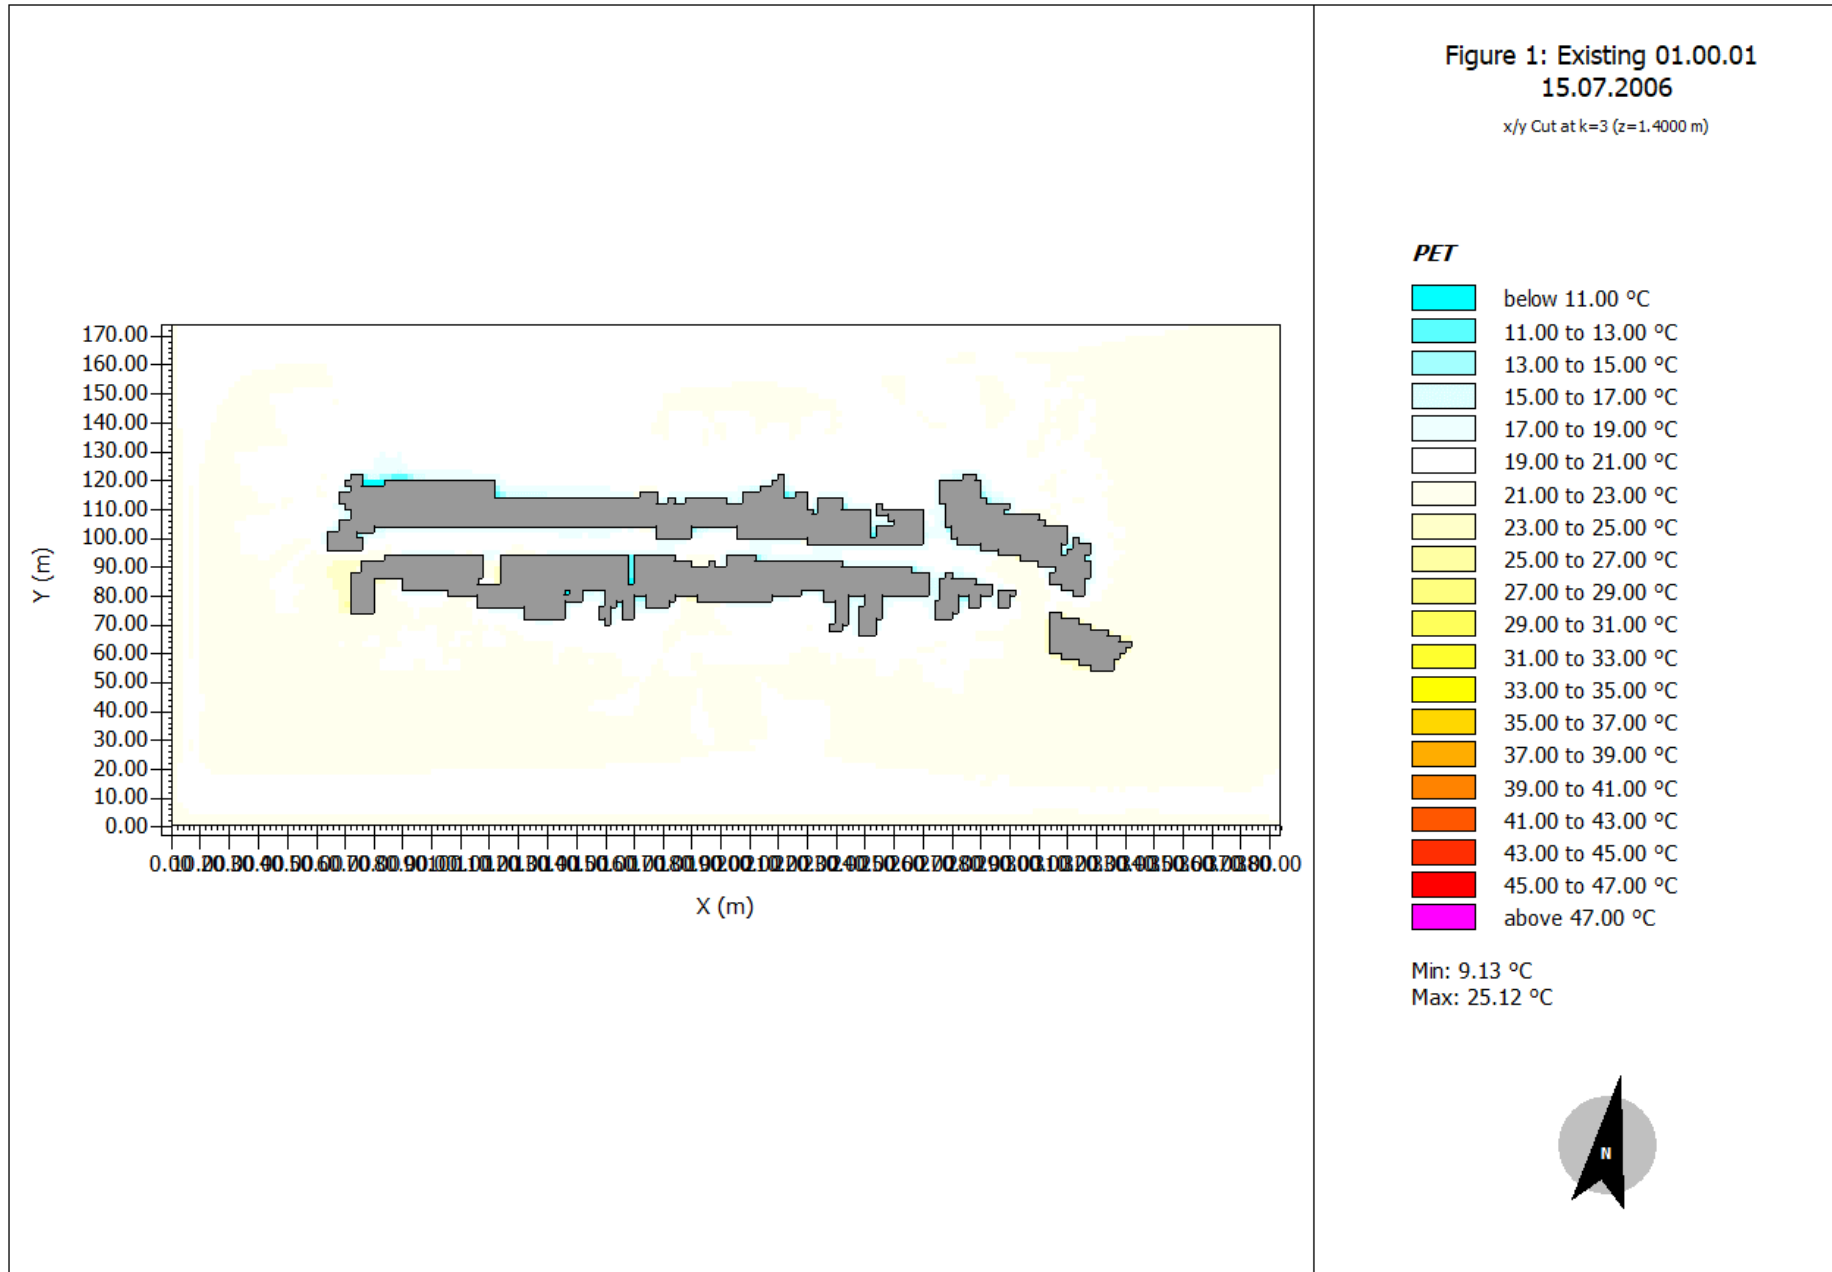 Figure 1: Existing 01.00.01
15.07.2006
x/y Cut at k=3 (z=1.4000 m)
PET
below 11.00 °C
11.00 to 13.00 °C
13.00 to 15.00 °C
15.00 to 17.00 °C
17.00 to 19.00 °C
19.00 to 21.00 °C
21.00 to 23.00 °C
23.00 to 25.00 °C
25.00 to 27.00 °C
27.00 to 29.00 °C
29.00 to 31.00 °C
31.00 to 33.00 °C
33.00 to 35.00 °C
35.00 to 37.00 °C
37.00 to 39.00 °C
39.00 to 41.00 °C
41.00 to 43.00 °C
43.00 to 45.00 °C
45.00 to 47.00 °C
above 47.00 °C
Min: 9.13 °C
Max: 25.12 °C
N
170.00
160.00
150.00
140.00
130.00
120.00
110.00
100.00
90.00
80.00
70.00
60.00
50.00
40.00
30.00
20.00
10.00
0.00
Y (m)
X (m)